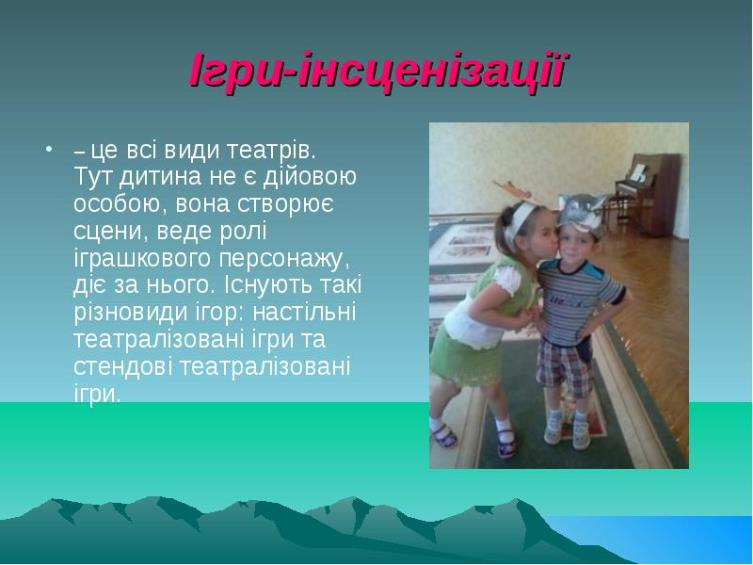 Ігри-інсценізації
• – це всі види театрів.
Тут дитина не є дійовою
особою, вона створює
сцени, веде ролі
іграшкового персонажу,
діє за нього. Існують такі
різновиди ігор: настільні
театралізовані ігри та
стендові театралізовані
ігри.